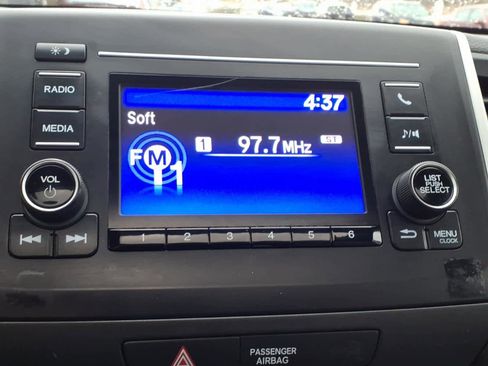 RADIO
MEDIA
VOL
4:37
Soft
FM1
1 97.7MHz ST
LIST
PUSH
SELECT
MENU
CLOCK
1 2 3 4 5 6
PASSENGER
AIRBAG